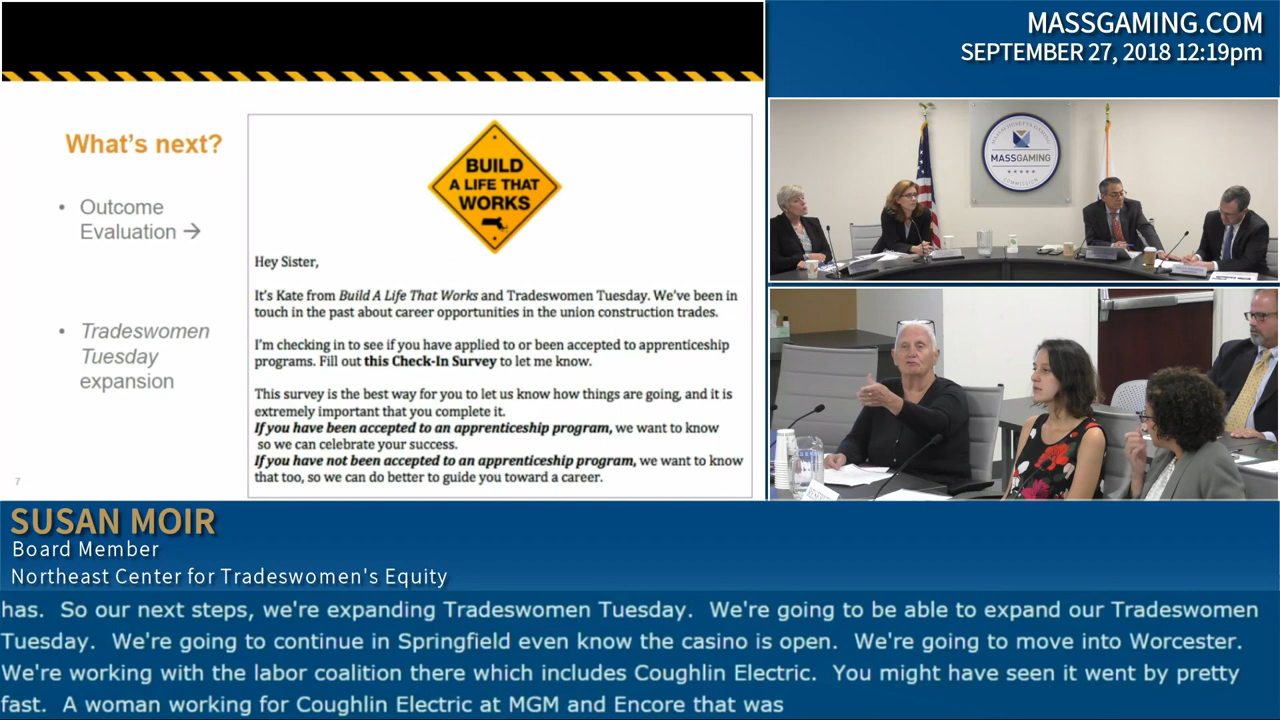 MASSGAMING.COM
SEPTEMBER 27, 2018 12:19pm
What's next?
• Outcome
Evaluation →
• Tradeswomen
Tuesday
expansion
7
BUILD
A LIFE THAT
WORKS
Hey Sister,
It's Kate from Build A Life That Works and Tradeswomen Tuesday. We've been in
touch in the past about career opportunities in the union construction trades.
I'm checking in to see if you have applied to or been accepted to apprenticeship
programs. Fill out this Check-In Survey to let me know.
This survey is the best way for you to let us know how things are going, and it is
extremely important that you complete it.
If you have been accepted to an apprenticeship program, we want to know
so we can celebrate your success.
If you have not been accepted to an apprenticeship program, we want to know
that too, so we can do better to guide you toward a career.
MASSGAMING
SUSAN MOIR
Board Member
Northeast Center for Tradeswomen's Equity
has. So our next steps, we're expanding Tradeswomen Tuesday. We're going to be able to expand our Tradeswomen
Tuesday. We're going to continue in Springfield even know the casino is open. We're going to move into Worcester.
We're working with the labor coalition there which includes Coughlin Electric. You might have seen it went by pretty
fast. A woman working for Coughlin Electric at MGM and Encore that was